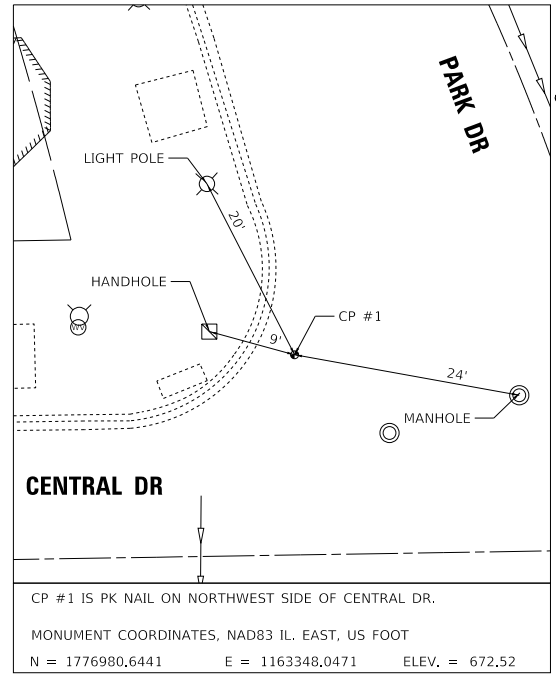 PARK DR
LIGHT POLE
20'
HANDHOLE
CP #1
WV
9'
24'
MANHOLE
CENTRAL DR
CP #1 IS PK NAIL ON NORTHWEST SIDE OF CENTRAL DR.
MONUMENT COORDINATES, NAD83 IL. EAST, US FOOT
N = 1776980.6441 E = 1163348.0471 ELEV. = 672.52